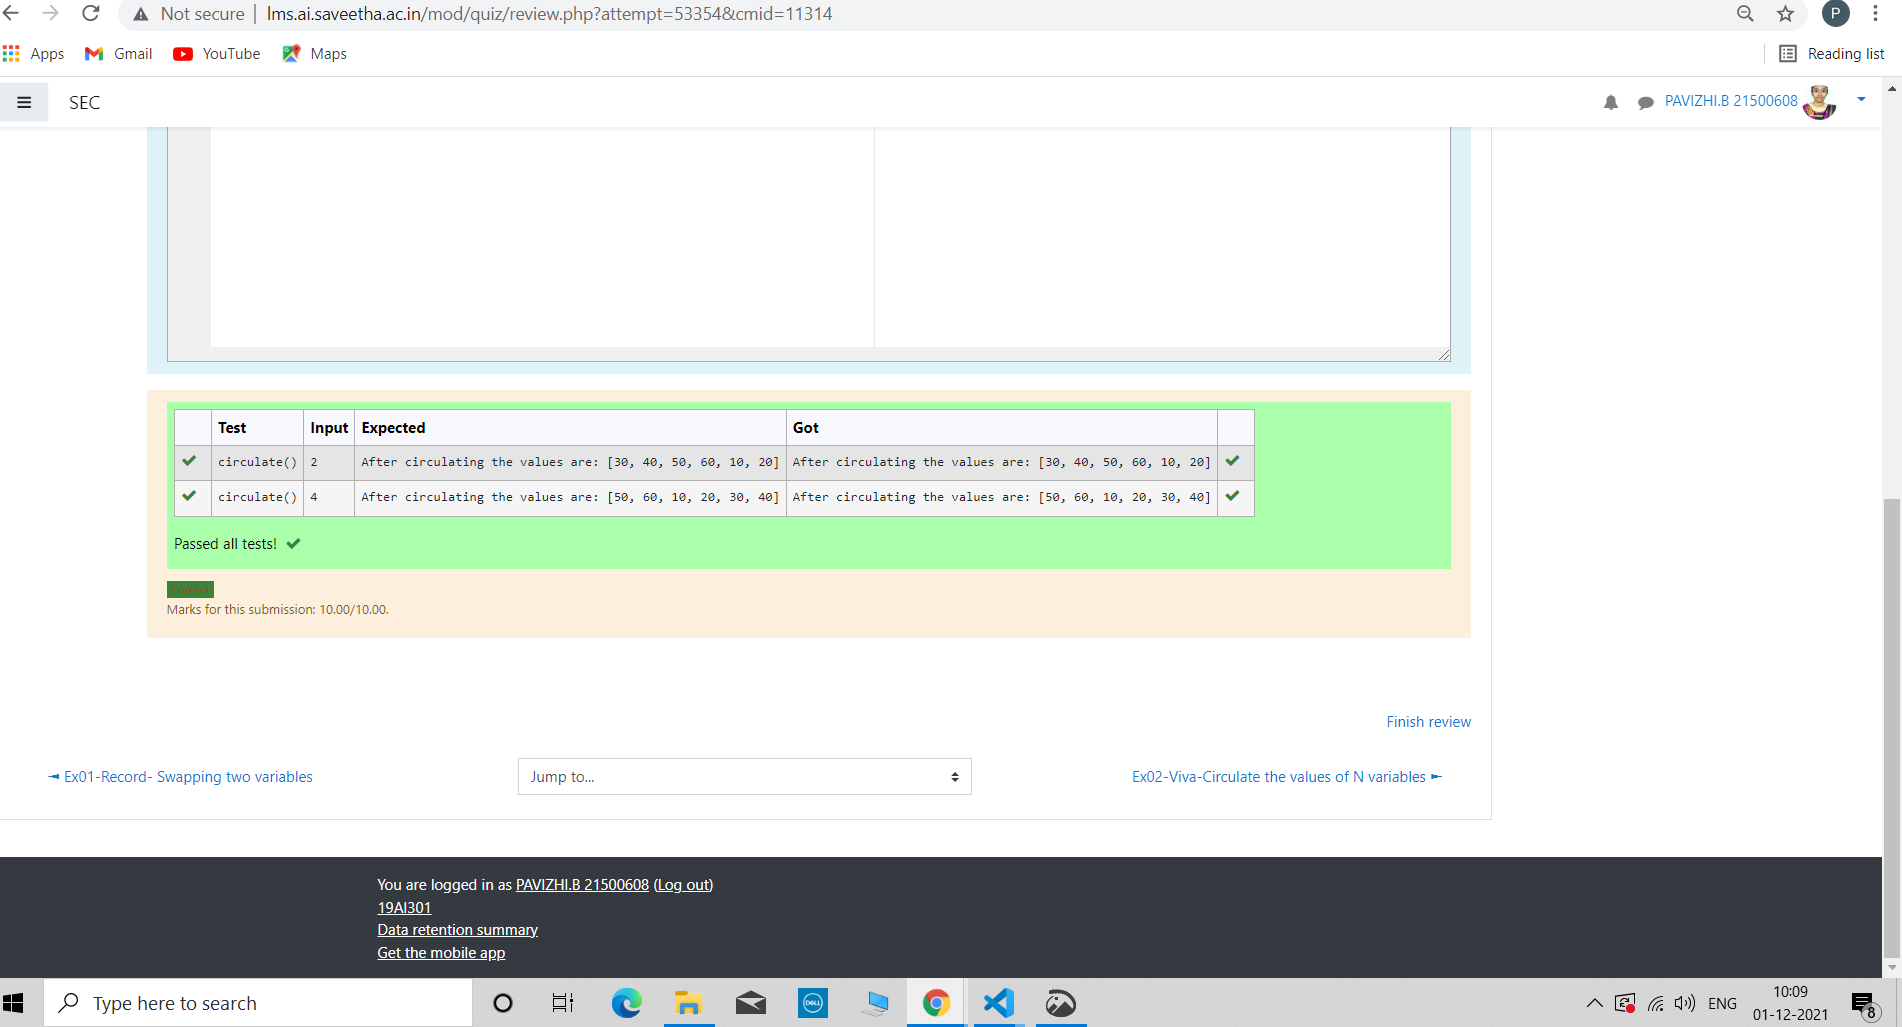 Not secure | lms.ai.saveetha.ac.in/mod/quiz/review.php?attempt=53354&cmid=11314
P
Apps Gmail YouTube Maps Reading list
SEC PAVIZHI.B 21500608
Test Input Expected Got
circulate() 2 After circulating the values are: [30, 40, 50, 60, 10, 20] After circulating the values are: [30, 40, 50, 60, 10, 20]
circulate() 4 After circulating the values are: [50, 60, 10, 20, 30, 40] After circulating the values are: [50, 60, 10, 20, 30, 40]
Passed all tests!
Correct
Marks for this submission: 10.00/10.00.
Finish review
◄ Ex01-Record- Swapping two variables Jump to... Ex02-Viva-Circulate the values of N variables ►
You are logged in as PAVIZHI.B 21500608 (Log out)
19AI301
Data retention summary
Get the mobile app
Type here to search DELL ENG 10:09
01-12-2021 8